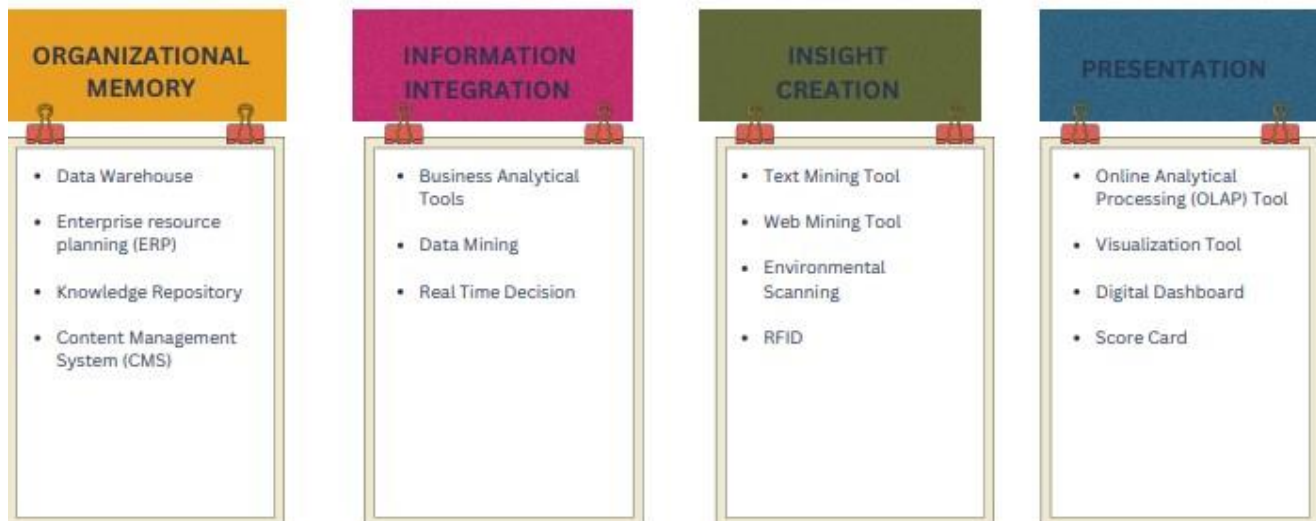 ORGANIZATIONAL
MEMORY
• Data Warehouse
• Enterprise resource
planning (ERP)
• Knowledge Repository
• Content Management
System (CMS)
INFORMATION
INTEGRATION
• Business Analytical
Tools
• Data Mining
• Real Time Decision
INSIGHT
CREATION
• Text Mining Tool
• Web Mining Tool
• Environmental
Scanning
• RFID
PRESENTATION
• Online Analytical
Processing (OLAP) Tool
• Visualization Tool
• Digital Dashboard
• Score Card